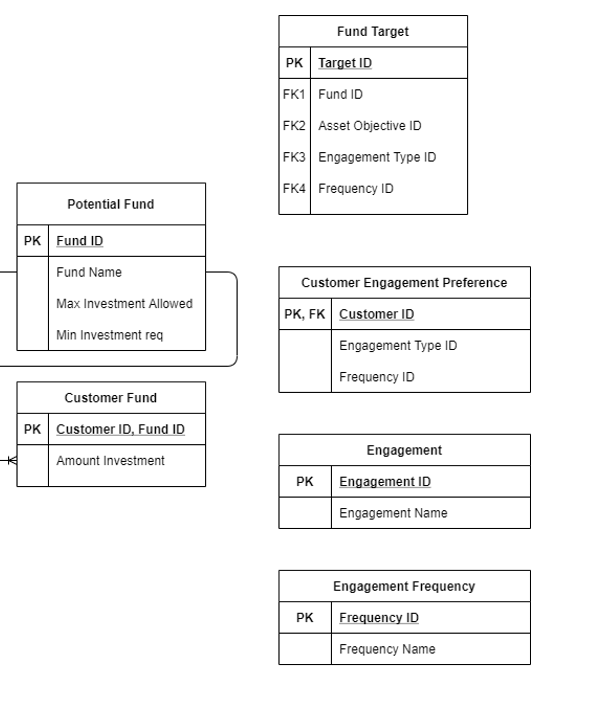 Fund Target
PK Target ID
FK1 Fund ID
FK2 Asset Objective ID
FK3 Engagement Type ID
FK4 Frequency ID
Potential Fund
PK Fund ID
Fund Name
Max Investment Allowed
Min Investment req
Customer Fund
PK Customer ID, Fund ID
Amount Investment
Customer Engagement Preference
PK, FK Customer ID
Engagement Type ID
Frequency ID
Engagement
PK Engagement ID
Engagement Name
Engagement Frequency
PK Frequency ID
Frequency Name